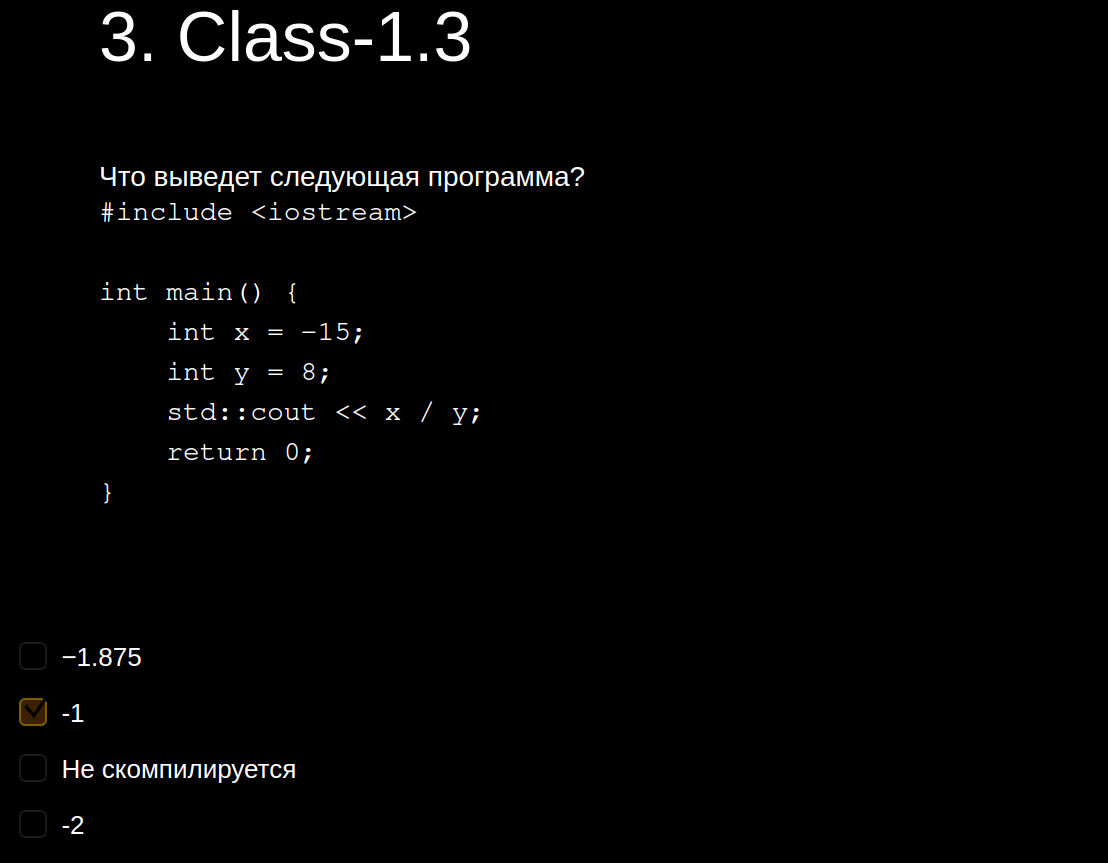 3. Class-1.3
Что выведет следующая программа?
#include <iostream>
int main() {
int x = −15;
int y = 8;
std::cout << x / y;
return 0;
}
−1.875
-1
Не скомпилируется
-2